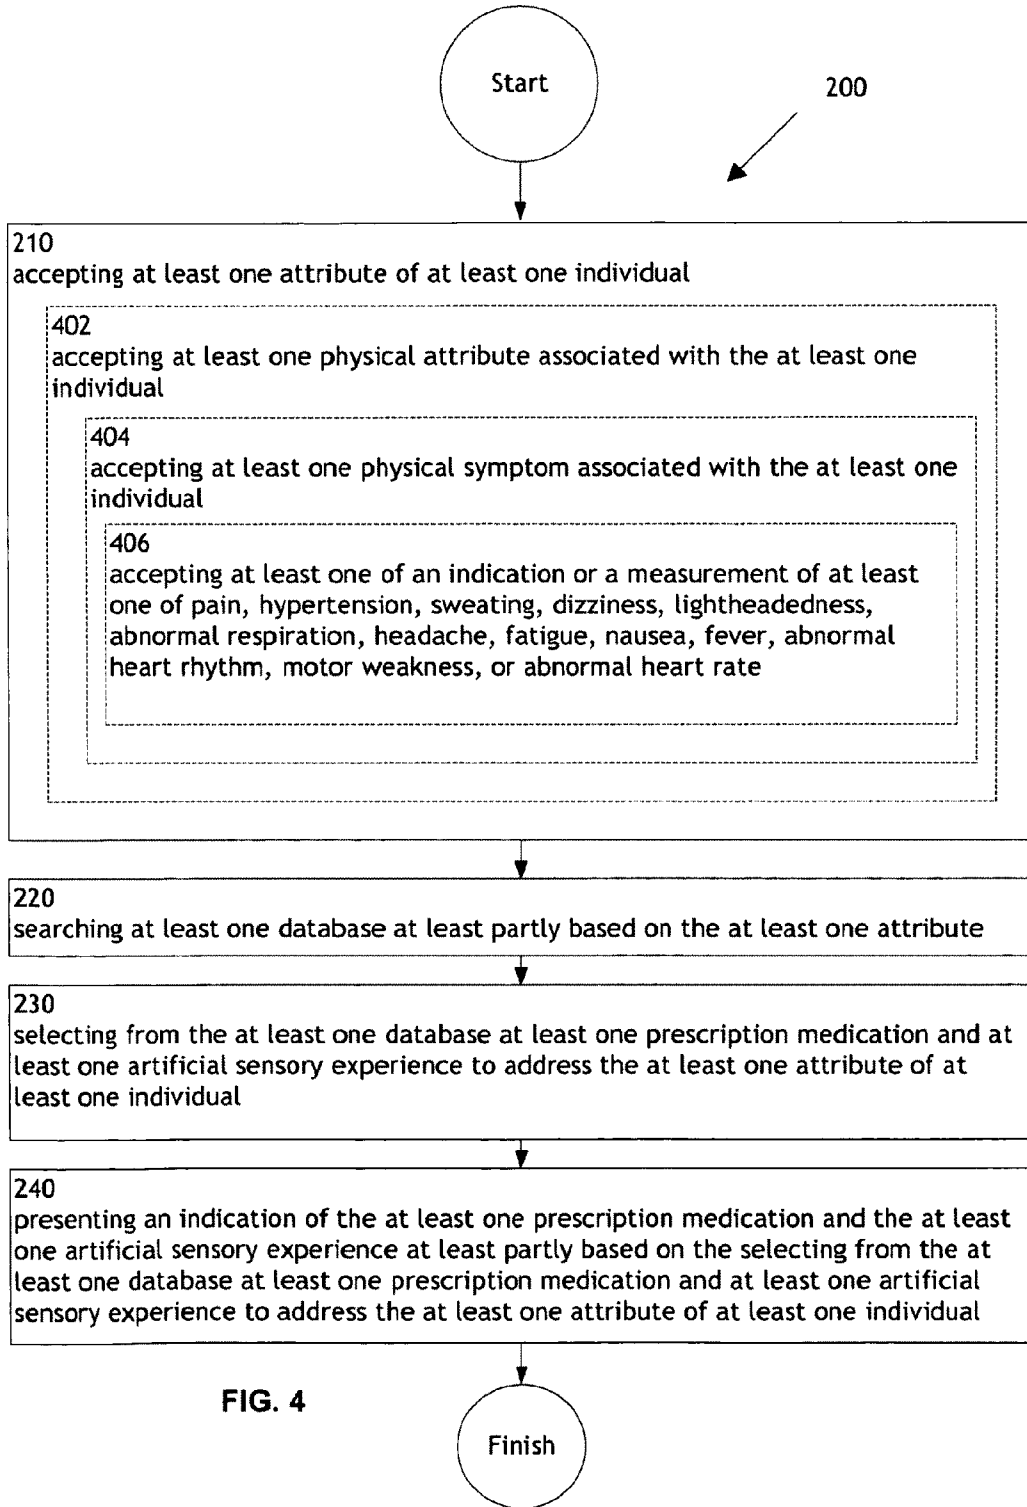 Start
200
210
accepting at least one attribute of at least one individual
402
accepting at least one physical attribute associated with the at least one
individual
404
accepting at least one physical symptom associated with the at least one
individual
406
accepting at least one of an indication or a measurement of at least
one of pain, hypertension, sweating, dizziness, lightheadedness,
abnormal respiration, headache, fatigue, nausea, fever, abnormal
heart rhythm, motor weakness, or abnormal heart rate
220
searching at least one database at least partly based on the at least one attribute
230
selecting from the at least one database at least one prescription medication and at
least one artificial sensory experience to address the at least one attribute of at
least one individual
240
presenting an indication of the at least one prescription medication and the at least
one artificial sensory experience at least partly based on the selecting from the at
least one database at least one prescription medication and at least one artificial
sensory experience to address the at least one attribute of at least one individual
FIG. 4
Finish